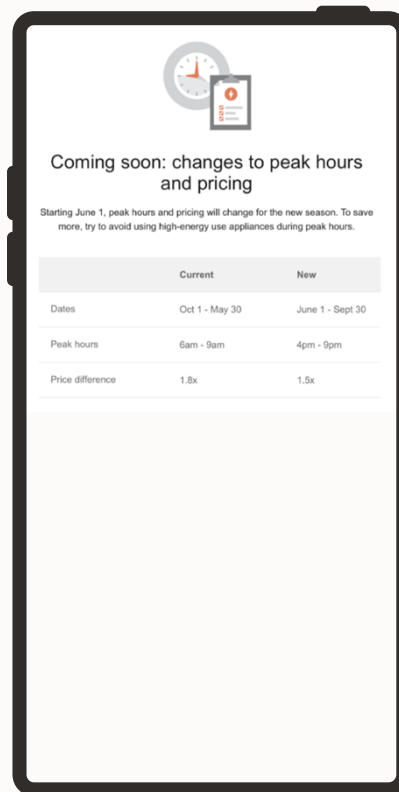 Coming soon: changes to peak hours
and pricing
Starting June 1, peak hours and pricing will change for the new season. To save
more, try to avoid using high-energy use appliances during peak hours.
Current New
Dates Oct 1 - May 30 June 1 - Sept 30
Peak hours 6am - 9am 4pm - 9pm
Price difference 1.8x 1.5x